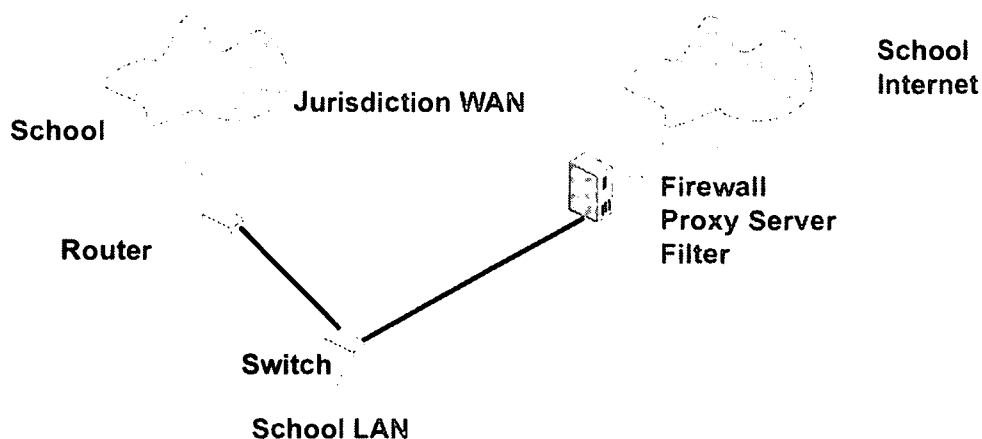 School
Internet
Jurisdiction WAN
School
Firewall
Proxy Server
Filter
Router
Switch
School LAN